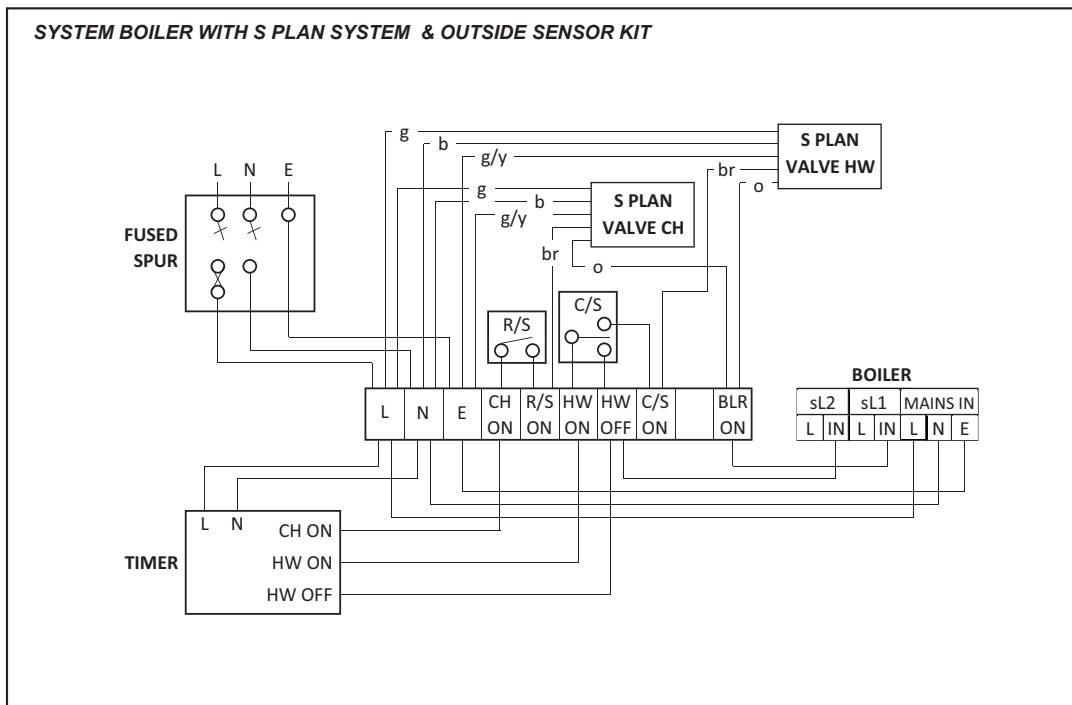 SYSTEM BOILER WITH S PLAN SYSTEM & OUTSIDE SENSOR KIT
g
b
g/y
br
o
S PLAN
VALVE HW
g
b
g/y
br
o
S PLAN
VALVE CH
L N E
FUSED
SPUR
R/S
C/S
L
N
E
CH
ON
R/S
ON
HW
ON
HW
OFF
C/S
ON
BLR
ON
BOILER
sL2 sL1 MAINS IN
L IN L IN L N E
L N
TIMER
CH ON
HW ON
HW OFF